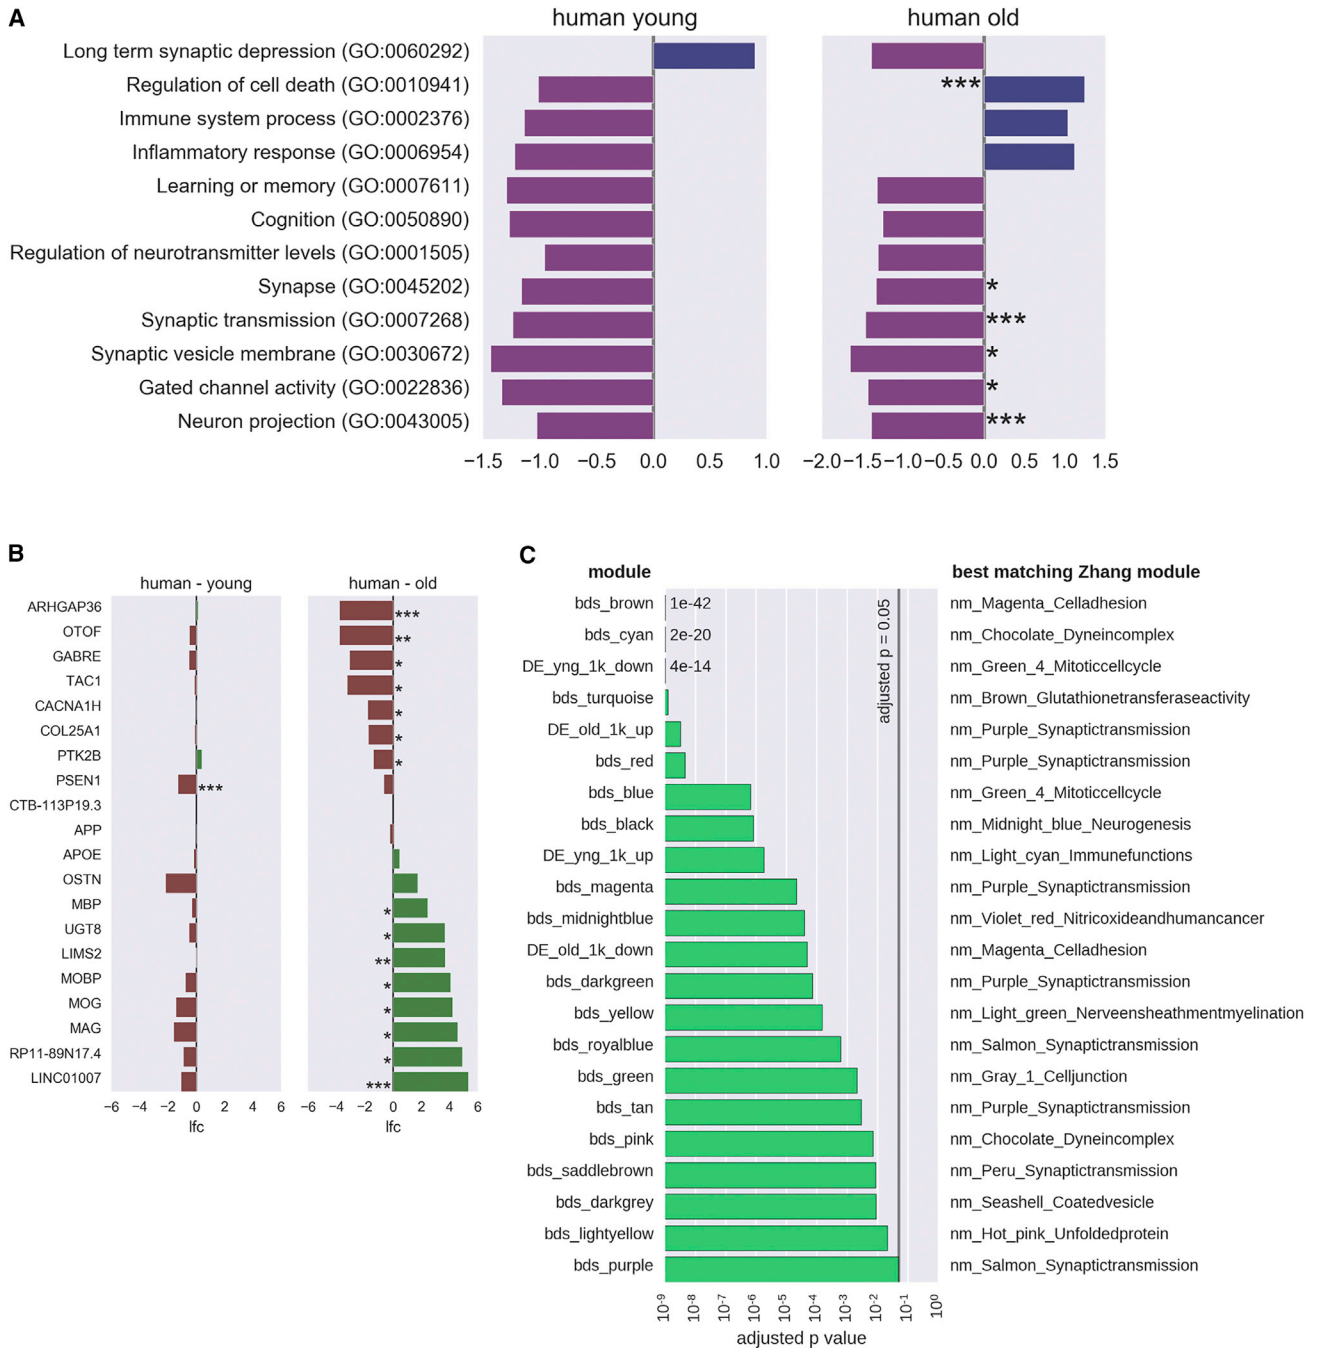 A
human young human old
Long term synaptic depression (GO:0060292)
Regulation of cell death (GO:0010941) ***
Immune system process (GO:0002376)
Inflammatory response (GO:0006954)
Learning or memory (GO:0007611)
Cognition (GO:0050890)
Regulation of neurotransmitter levels (GO:0001505)
Synapse (GO:0045202) *
Synaptic transmission (GO:0007268) ***
Synaptic vesicle membrane (GO:0030672) *
Gated channel activity (GO:0022836) *
Neuron projection (GO:0043005) ***
−1.5 −1.0 −0.5 0.0 0.5 1.0 −2.0 −1.5 −1.0 −0.5 0.0 0.5 1.0 1.5
B
human - young human - old
ARHGAP36 ***
OTOF **
GABRE *
TAC1 *
CACNA1H *
COL25A1 *
PTK2B *
PSEN1 ***
CTB-113P19.3
APP
APOE
OSTN
MBP *
UGT8 *
LIMS2 **
MOBP *
MOG *
MAG *
RP11-89N17.4 *
LINC01007 ***
−6 −4 −2 0 2 4 6 −6 −4 −2 0 2 4 6
lfc lfc
C
module best matching Zhang module
adjusted p = 0.05
bds_brown 1e-42 nm_Magenta_Celladhesion
bds_cyan 2e-20 nm_Chocolate_Dyneincomplex
DE_yng_1k_down 4e-14 nm_Green_4_Mitoticcellcycle
bds_turquoise nm_Brown_Glutathionetransferaseactivity
DE_old_1k_up nm_Purple_Synaptictransmission
bds_red nm_Purple_Synaptictransmission
bds_blue nm_Green_4_Mitoticcellcycle
bds_black nm_Midnight_blue_Neurogenesis
DE_yng_1k_up nm_Light_cyan_Immunefunctions
bds_magenta nm_Purple_Synaptictransmission
bds_midnightblue nm_Violet_red_Nitricoxideandhumancancer
DE_old_1k_down nm_Magenta_Celladhesion
bds_darkgreen nm_Purple_Synaptictransmission
bds_yellow nm_Light_green_Nerveensheathmentmyelination
bds_royalblue nm_Salmon_Synaptictransmission
bds_green nm_Gray_1_Celljunction
bds_tan nm_Purple_Synaptictransmission
bds_pink nm_Chocolate_Dyneincomplex
bds_saddlebrown nm_Peru_Synaptictransmission
bds_darkgrey nm_Seashell_Coatedvesicle
bds_lightyellow nm_Hot_pink_Unfoldedprotein
bds_purple nm_Salmon_Synaptictransmission
10⁻⁹ 10⁻⁸ 10⁻⁷ 10⁻⁶ 10⁻⁵ 10⁻⁴ 10⁻³ 10⁻² 10⁻¹ 10⁰
adjusted p value